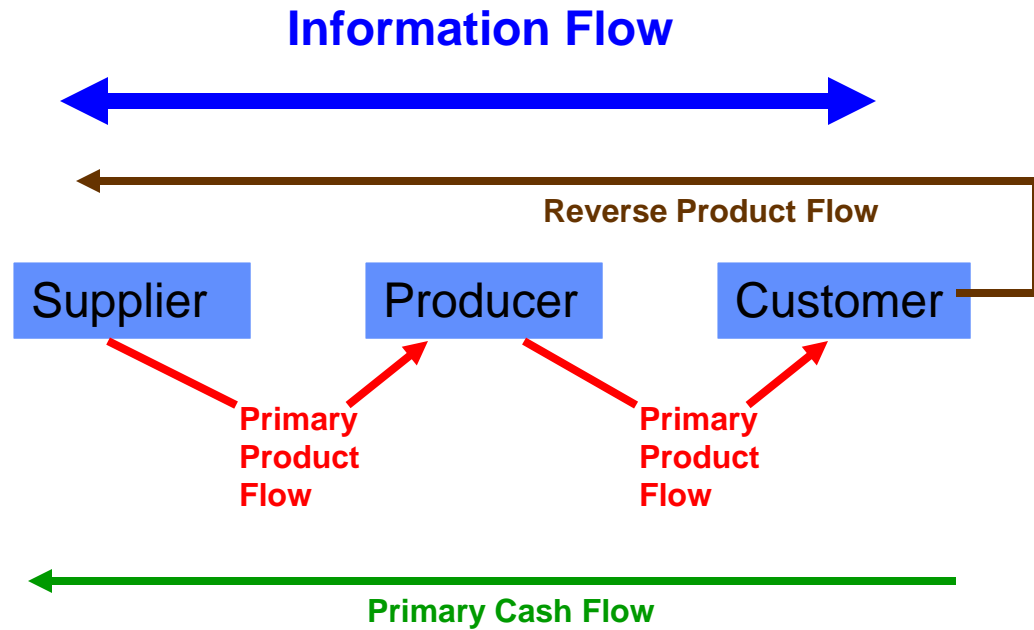 Information Flow
Reverse Product Flow
Supplier
Producer
Customer
Primary
Product
Flow
Primary
Product
Flow
Primary Cash Flow